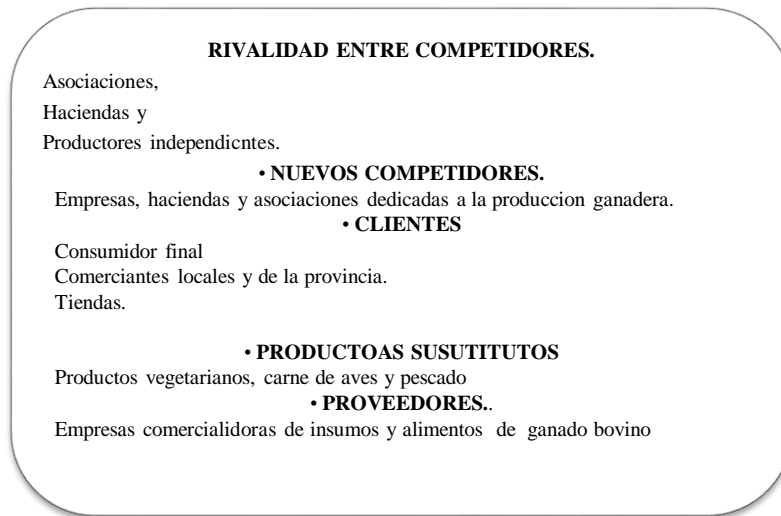 RIVALIDAD ENTRE COMPETIDORES.
Asociaciones,
Haciendas y
Productores independicntes.
• NUEVOS COMPETIDORES.
Empresas, haciendas y asociaciones dedicadas a la produccion ganadera.
• CLIENTES
Consumidor final
Comerciantes locales y de la provincia.
Tiendas.
• PRODUCTOAS SUSUTITUTOS
Productos vegetarianos, carne de aves y pescado
• PROVEEDORES..
Empresas comercialidoras de insumos y alimentos de ganado bovino